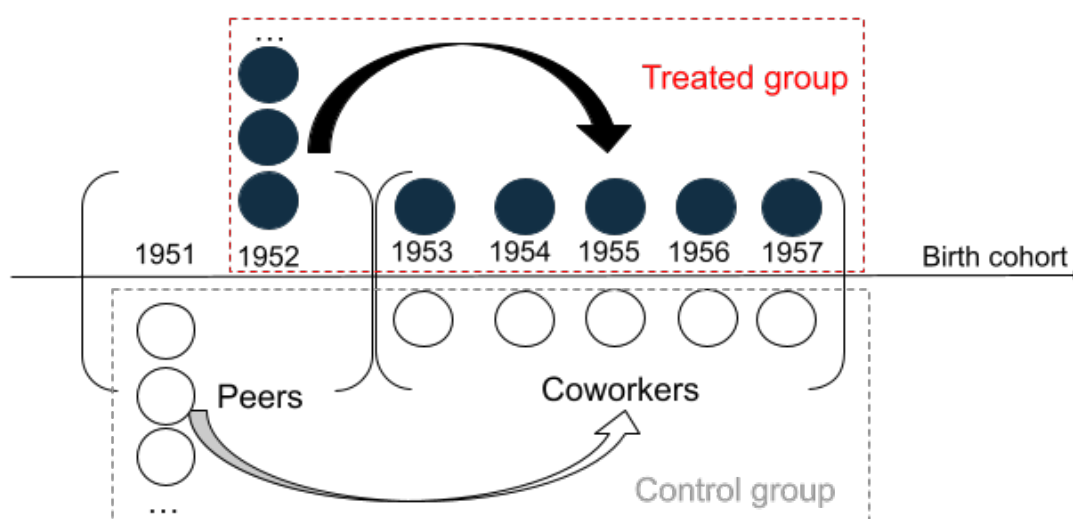 ...
Treated group
1951
1952
1953
1954
1955
1956
1957
Birth cohort
Peers
Coworkers
Control group
...